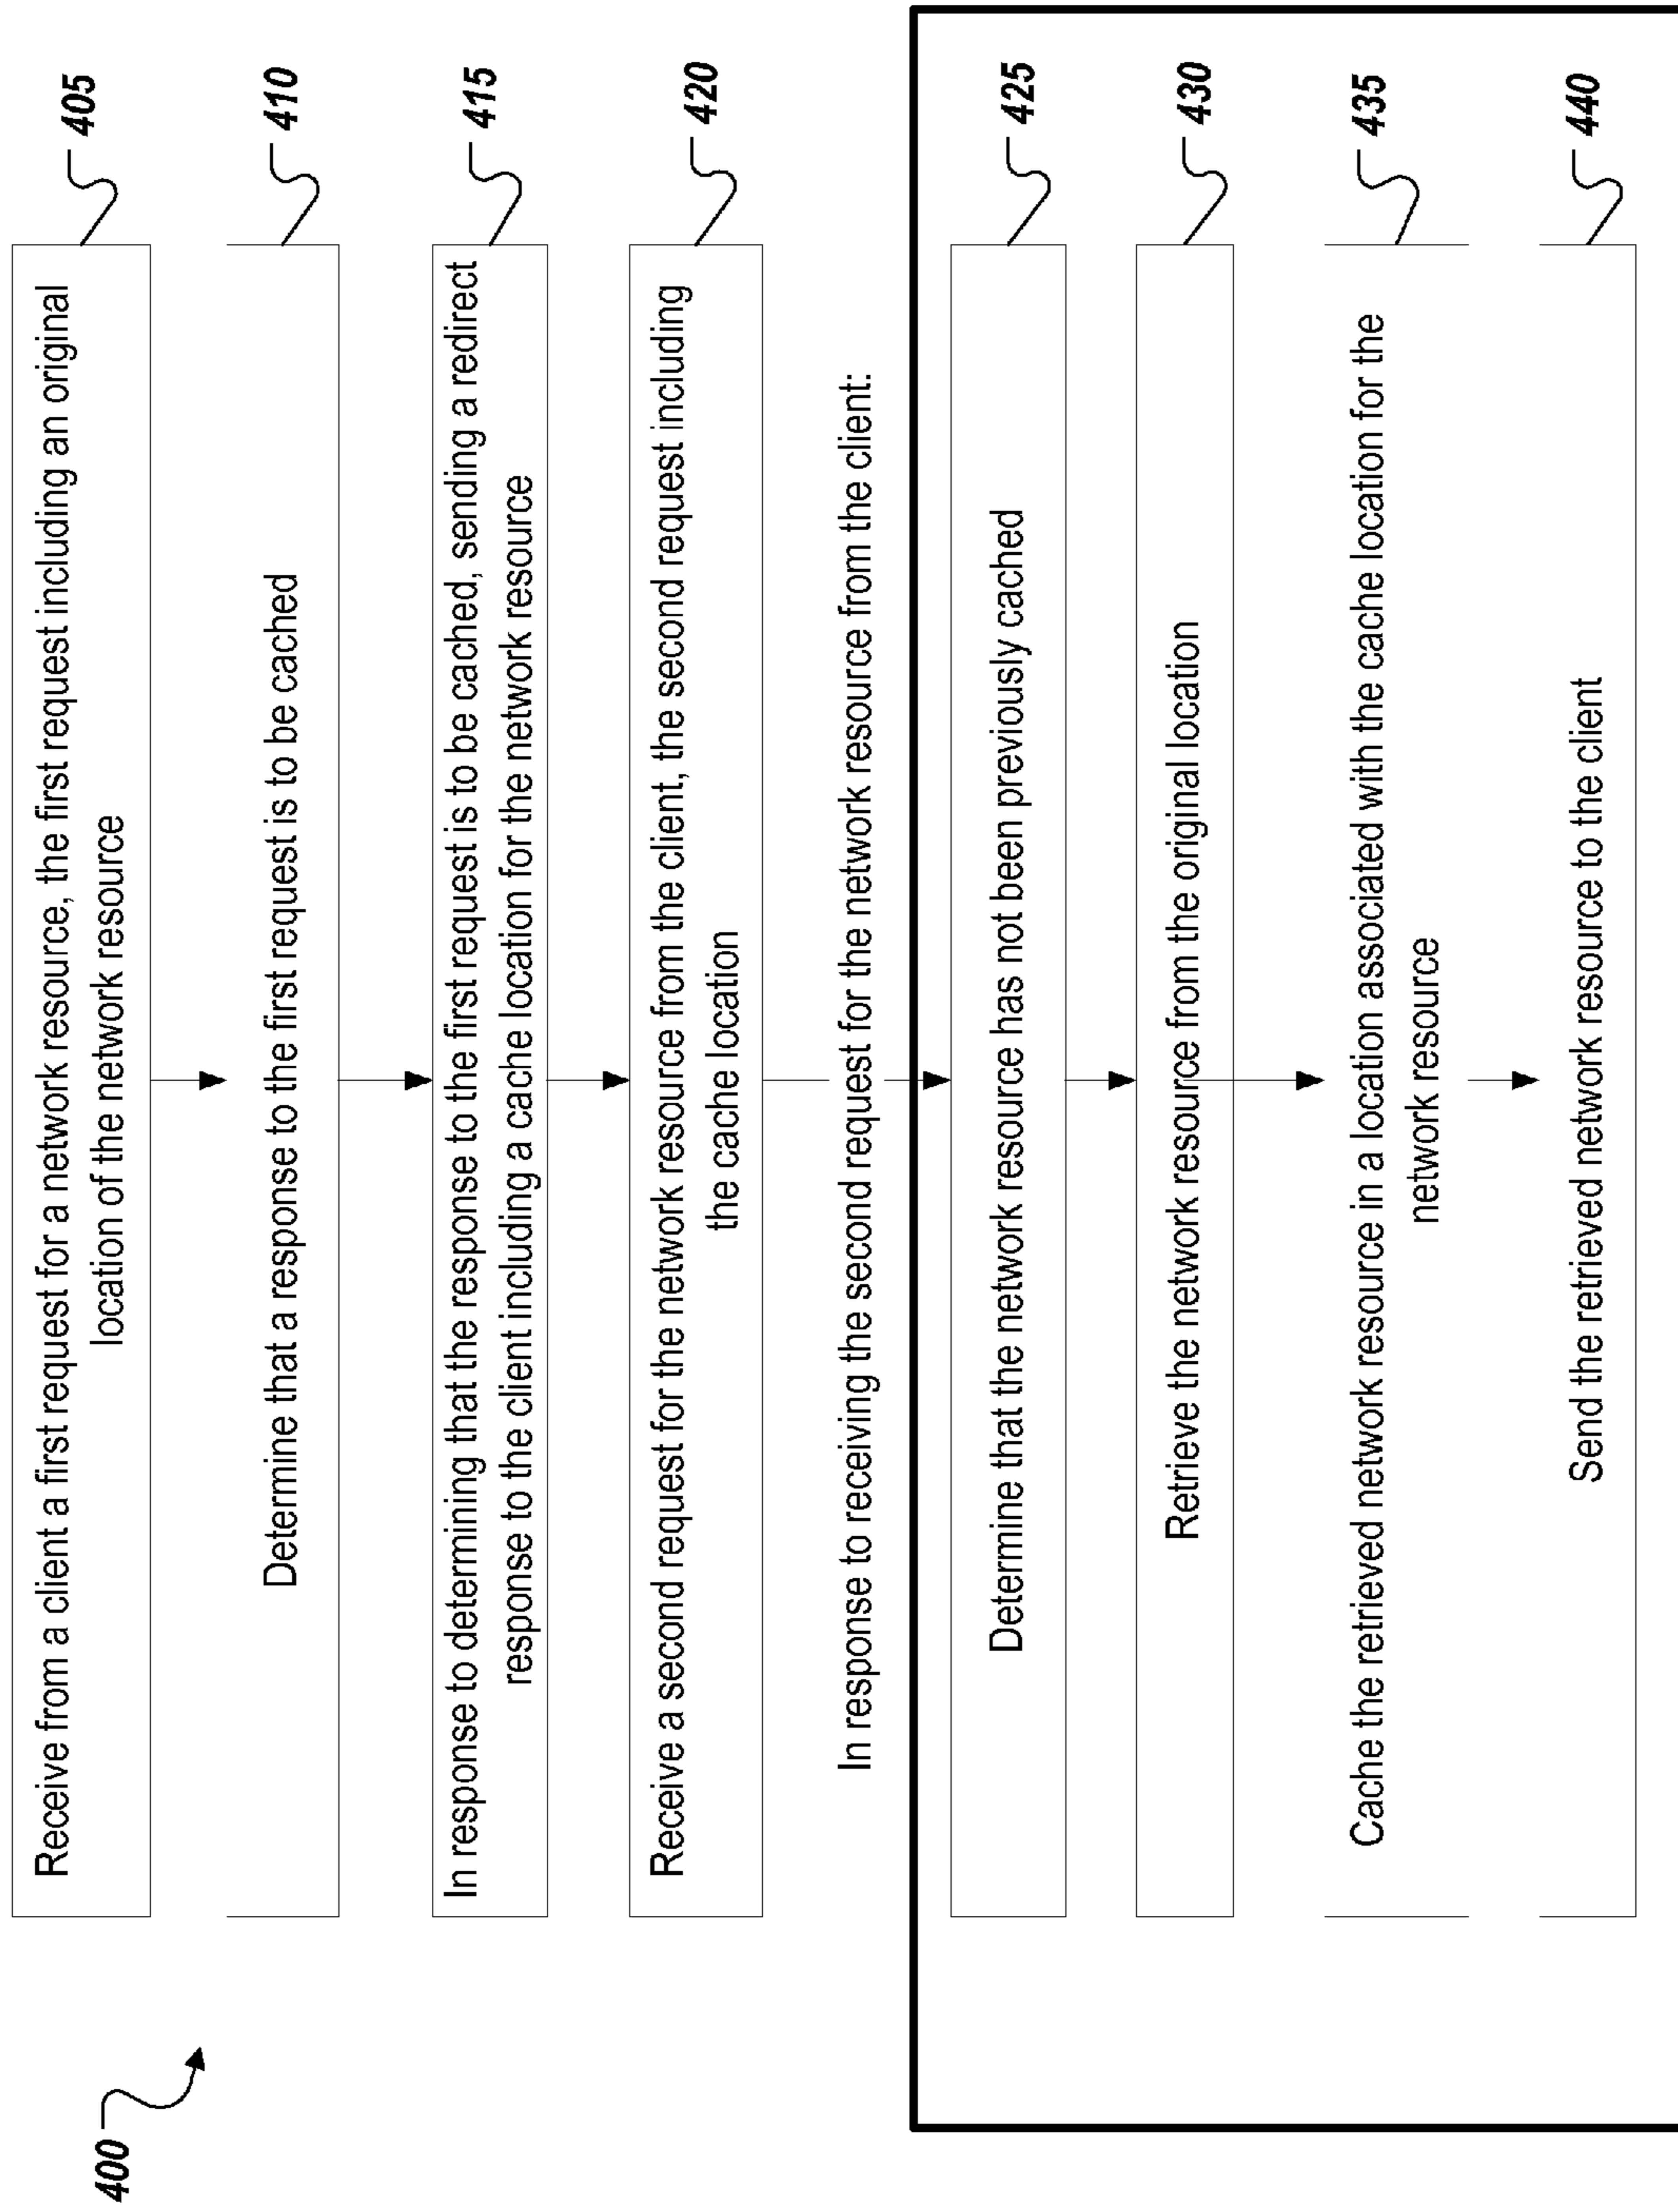 400
Receive from a client a first request for a network resource, the first request including an original
location of the network resource
405
Determine that a response to the first request is to be cached
410
In response to determining that the response to the first request is to be cached, sending a redirect
response to the client including a cache location for the network resource
415
Receive a second request for the network resource from the client, the second request including
the cache location
420
In response to receiving the second request for the network resource from the client:
Determine that the network resource has not been previously cached
425
Retrieve the network resource from the original location
430
Cache the retrieved network resource in a location associated with the cache location for the
network resource
435
Send the retrieved network resource to the client
440